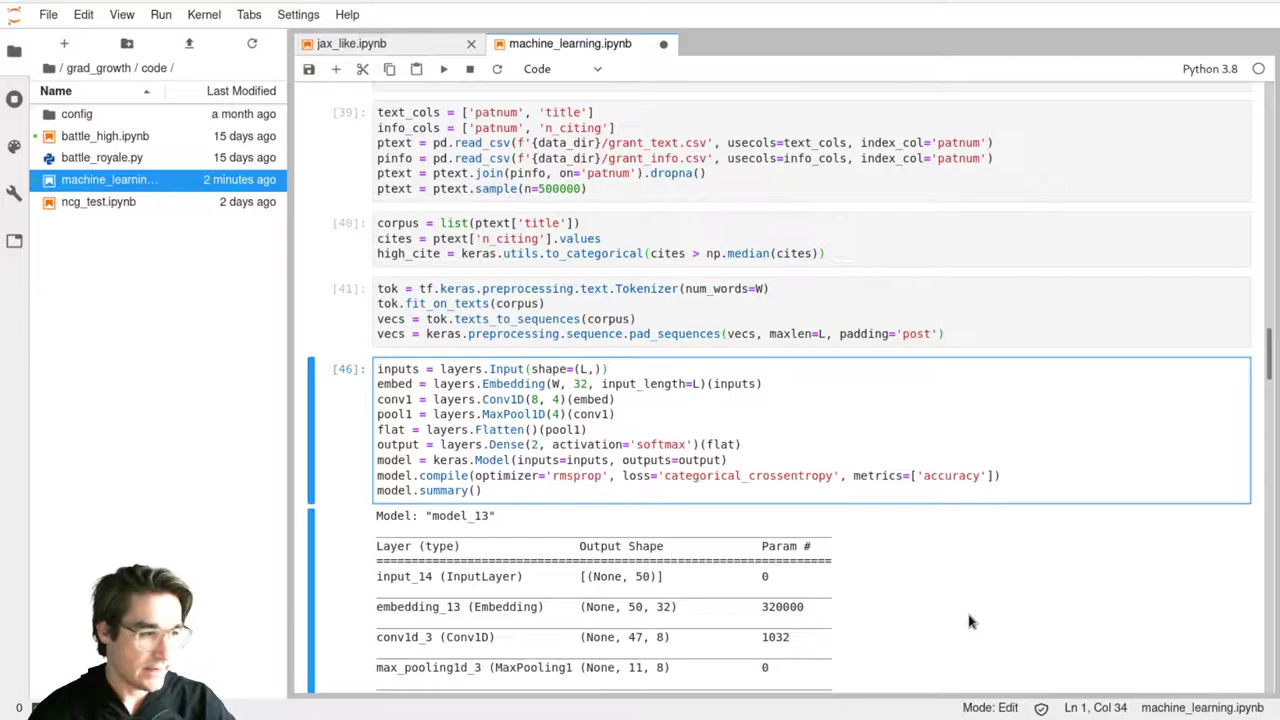 File Edit View Run Kernel Tabs Settings Help
jax_like.ipynb
machine_learning.ipynb
Code
Python 3.8
/ grad_growth / code /
Name Last Modified
config a month ago
battle_high.ipynb 15 days ago
battle_royale.py 15 days ago
machine_learnin... 2 minutes ago
ncg_test.ipynb 2 days ago
[39]: text_cols = ['patnum', 'title']
info_cols = ['patnum', 'n_citing']
ptext = pd.read_csv(f'{data_dir}/grant_text.csv', usecols=text_cols, index_col='patnum')
pinfo = pd.read_csv(f'{data_dir}/grant_info.csv', usecols=info_cols, index_col='patnum')
ptext = ptext.join(pinfo, on='patnum').dropna()
ptext = ptext.sample(n=500000)
[40]: corpus = list(ptext['title'])
cites = ptext['n_citing'].values
high_cite = keras.utils.to_categorical(cites > np.median(cites))
[41]: tok = tf.keras.preprocessing.text.Tokenizer(num_words=W)
tok.fit_on_texts(corpus)
vecs = tok.texts_to_sequences(corpus)
vecs = keras.preprocessing.sequence.pad_sequences(vecs, maxlen=L, padding='post')
[46]: inputs = layers.Input(shape=(L,))
embed = layers.Embedding(W, 32, input_length=L)(inputs)
conv1 = layers.Conv1D(8, 4)(embed)
pool1 = layers.MaxPool1D(4)(conv1)
flat = layers.Flatten()(pool1)
output = layers.Dense(2, activation='softmax')(flat)
model = keras.Model(inputs=inputs, outputs=output)
model.compile(optimizer='rmsprop', loss='categorical_crossentropy', metrics=['accuracy'])
model.summary()
Model: "model_13"
Layer (type) Output Shape Param #
input_14 (InputLayer) [(None, 50)] 0
embedding_13 (Embedding) (None, 50, 32) 320000
conv1d_3 (Conv1D) (None, 47, 8) 1032
max_pooling1d_3 (MaxPooling1 (None, 11, 8) 0
0
Mode: Edit Ln 1, Col 34 machine_learning.ipynb